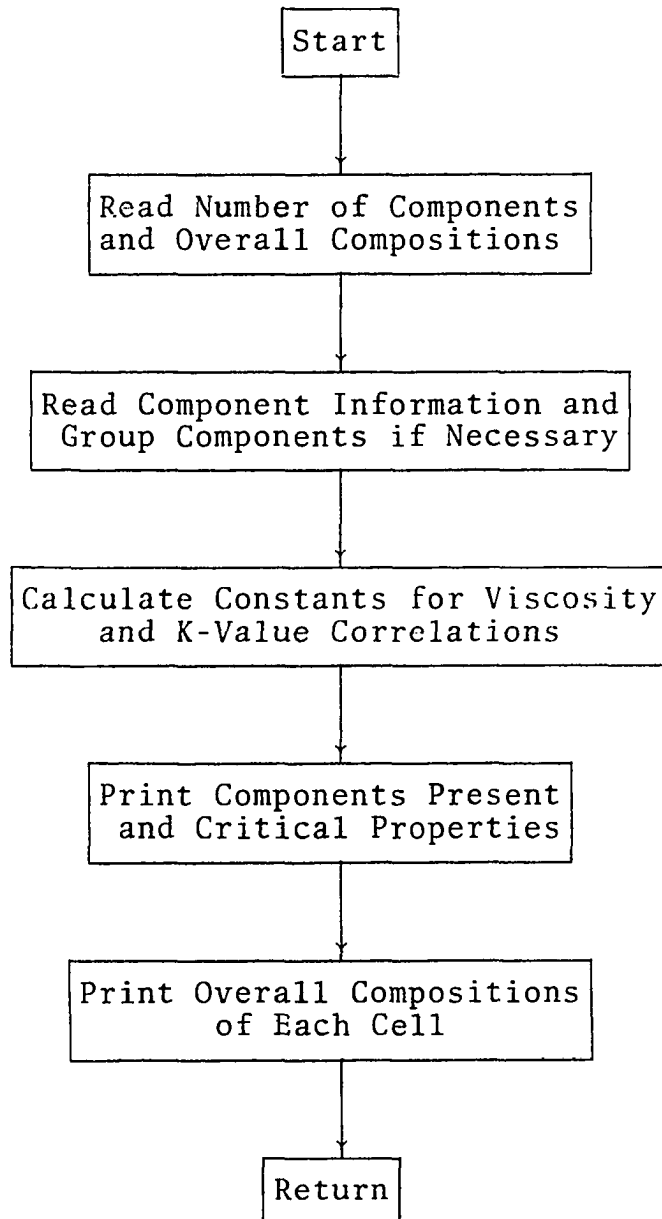 Start
Read Number of Components
and Overall Compositions
Read Component Information and
Group Components if Necessary
Calculate Constants for Viscosity
and K-Value Correlations
Print Components Present
and Critical Properties
Print Overall Compositions
of Each Cell
Return